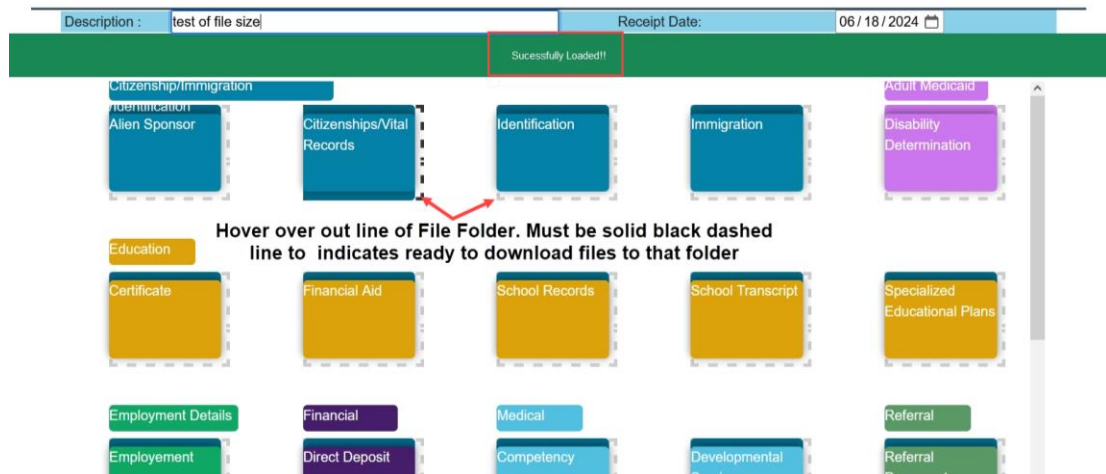 Description :
test of file size
Receipt Date:
06/18/2024
Sucessfully Loaded!!
Citizenship/Immigration
/Identification
Adult Medicaid
Alien Sponsor
Citizenships/Vital
Records
Identification
Immigration
Disability
Determination
Hover over out line of File Folder. Must be solid black dashed
line to indicates ready to download files to that folder
Education
Certificate
Financial Aid
School Records
School Transcript
Specialized
Educational Plans
Employment Details
Financial
Medical
Referral
Employement
Direct Deposit
Competency
Developmental
Referral